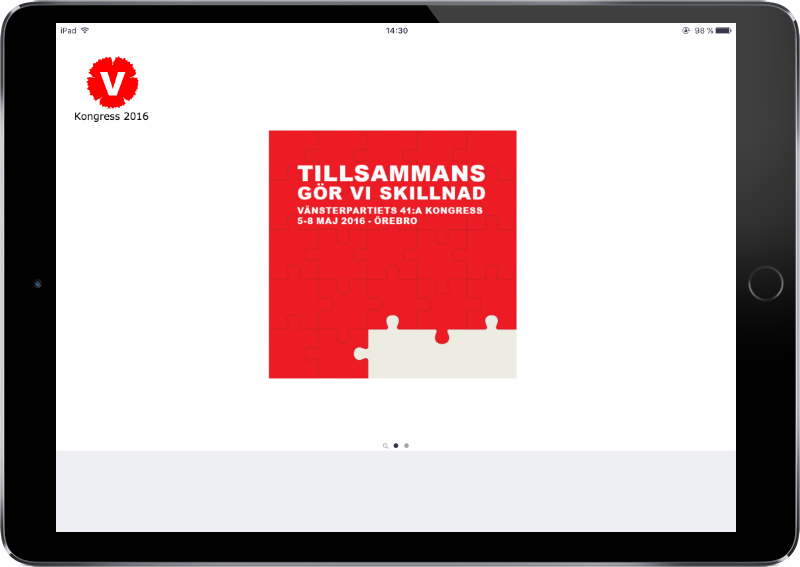 iPad 14:30 98 %
V
Kongress 2016
TILLSAMMANS
GÖR VI SKILLNAD
VÄNSTERPARTIETS 41:A KONGRESS
5-8 MAJ 2016 - ÖREBRO